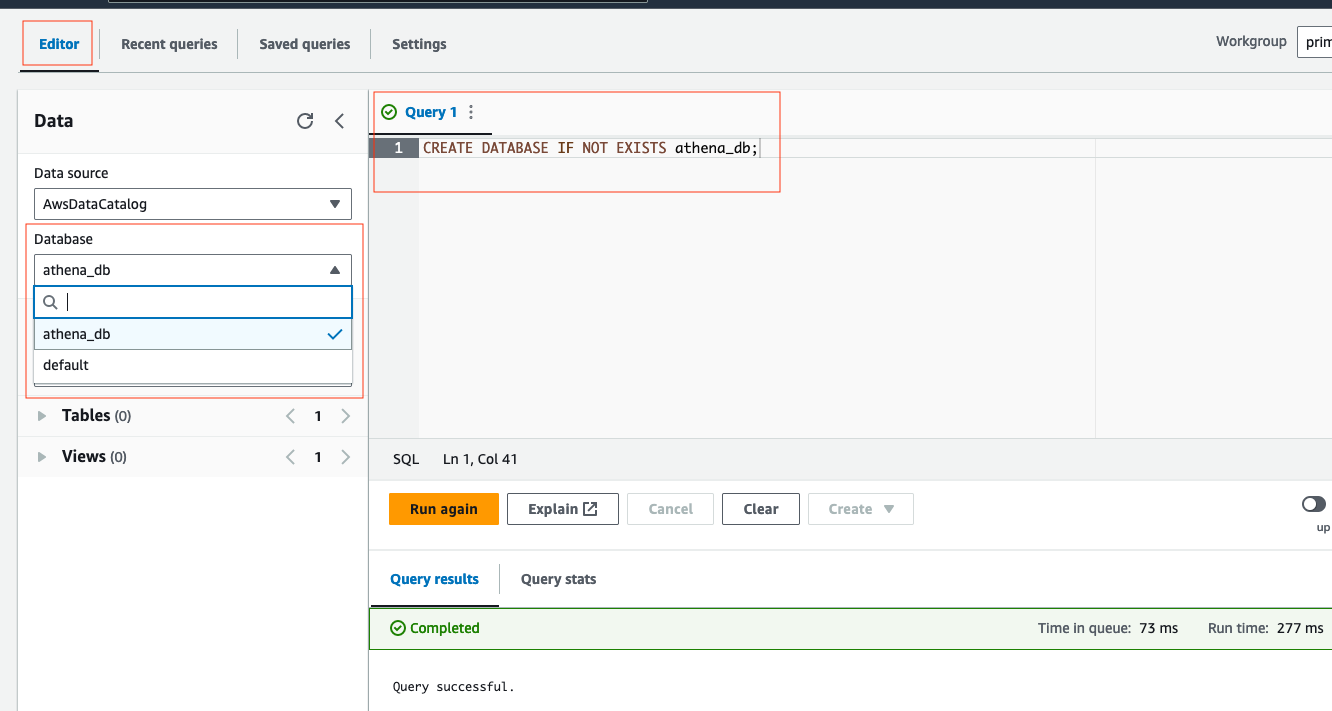 Editor
Recent queries
Saved queries
Settings
Workgroup
prim
Data
Data source
AwsDataCatalog
Database
athena_db
athena_db
default
Tables (0)
1
Views (0)
1
Query 1
1 CREATE DATABASE IF NOT EXISTS athena_db;
SQL
Ln 1, Col 41
Run again
Explain
Cancel
Clear
Create
up
Query results
Query stats
Completed
Time in queue: 73 ms
Run time: 277 ms
Query successful.